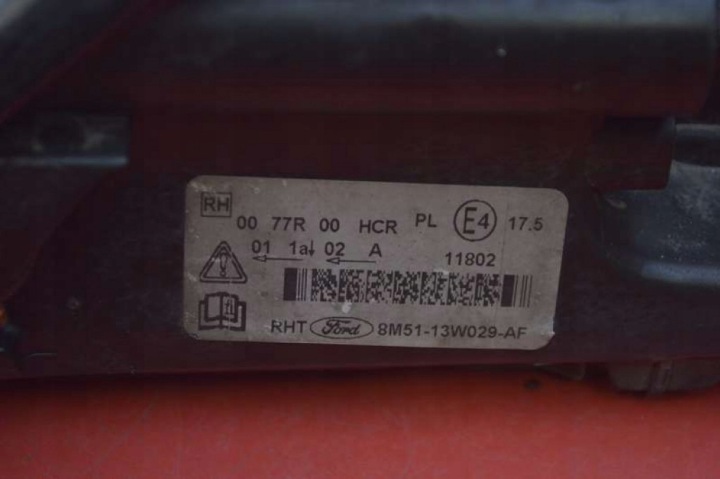 RH
00 77R 00 HCR PL E4 17.5
01 1a↓ 02 A 11802
RHT Ford 8M51-13W029-AF